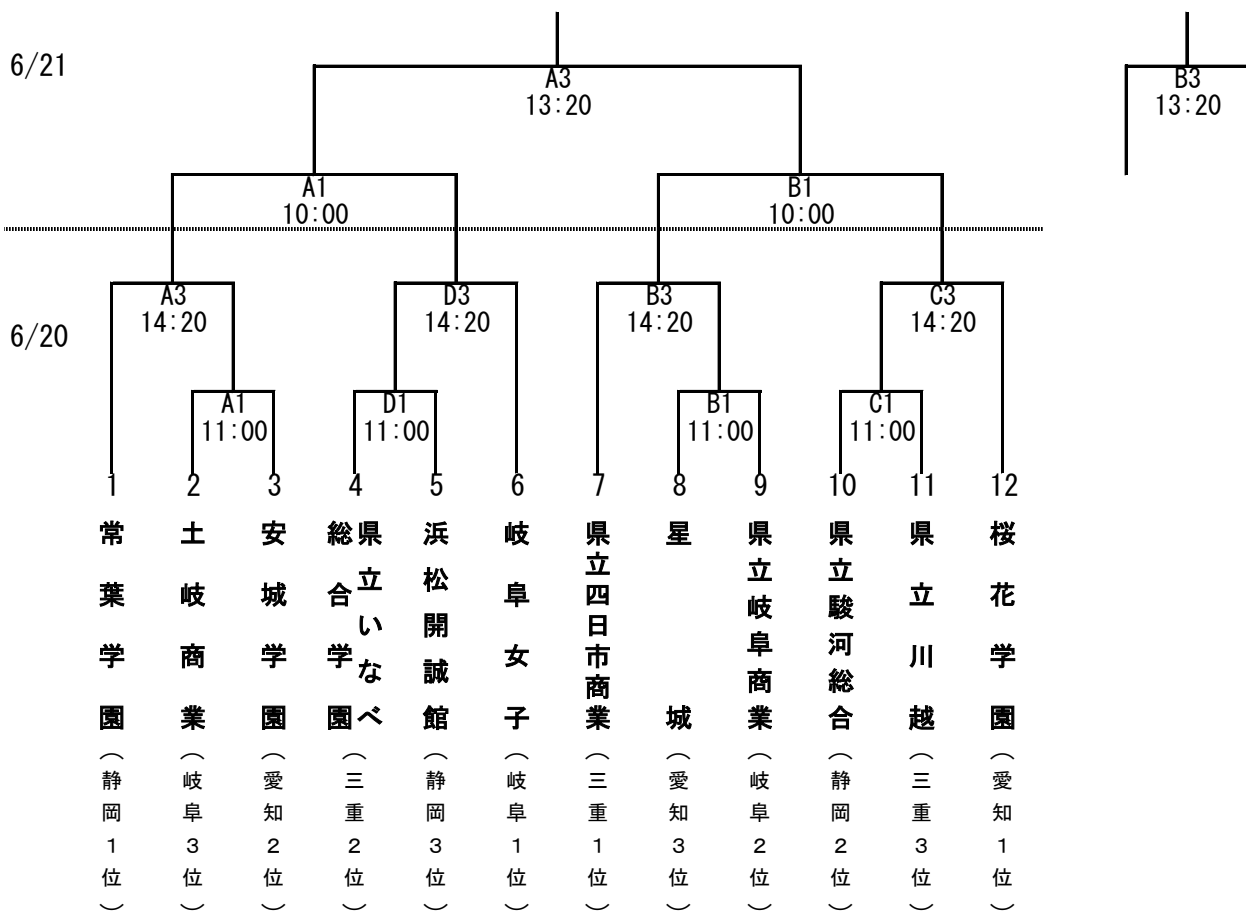 6/21
A3
13:20
B3
13:20
A1
10:00
B1
10:00
6/20
A3
14:20
D3
14:20
B3
14:20
C3
14:20
A1
11:00
D1
11:00
B1
11:00
C1
11:00
1
2
3
4
5
6
7
8
9
10
11
12
常葉学園(静岡1位)
土岐商業(岐阜3位)
安城学園(愛知2位)
県立いなべ
総合学園
(三重2位)
浜松開誠館(静岡3位)
岐阜女子(岐阜1位)
県立四日市商業(三重1位)
星城(愛知3位)
県立岐阜商業(岐阜2位)
県立駿河総合(静岡2位)
県立川越(三重3位)
桜花学園(愛知1位)